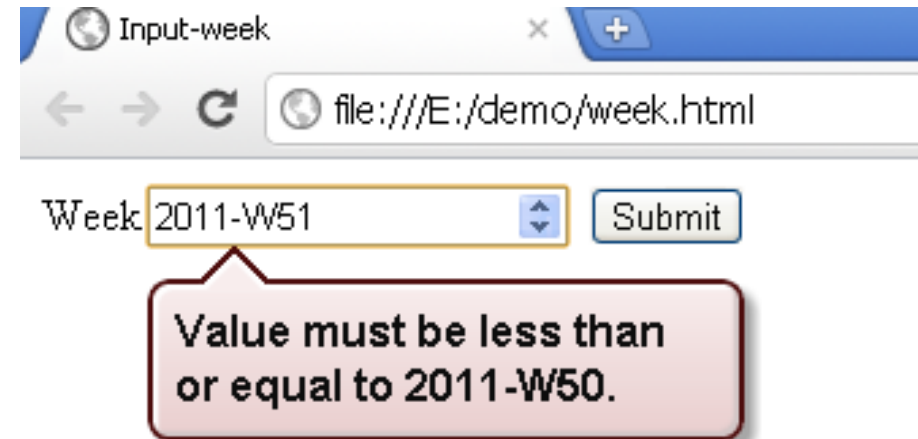 Input-week
file:///E:/demo/week.html
Week 2011-W51 Submit
Value must be less than
or equal to 2011-W50.